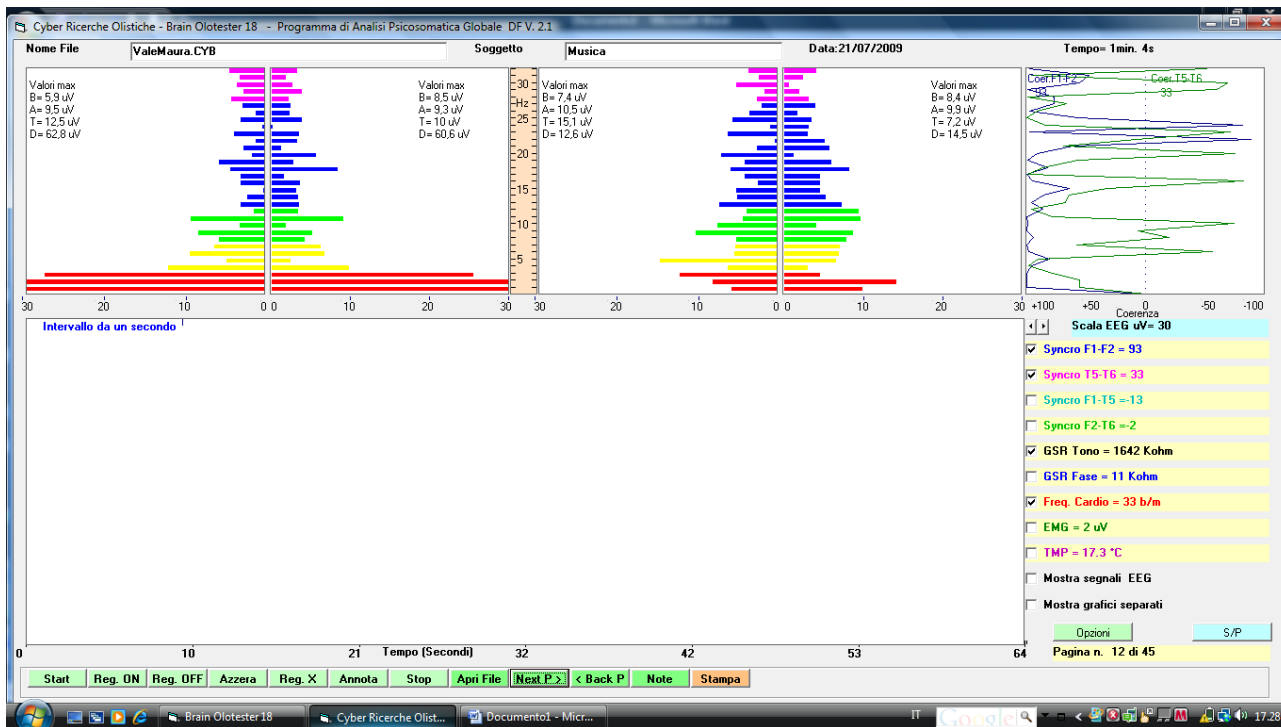 Cyber Ricerche Olistiche - Brain Olotester 18 - Programma di Analisi Psicosomatica Globale DF V. 2.1
Nome File ValeMaura.CYB Soggetto Musica Data:21/07/2009 Tempo= 1min. 4s
Valori max
B= 5,9 uV
A= 9,5 uV
T= 12,5 uV
D= 62,8 uV
Valori max
B= 8,5 uV
A= 9,3 uV
T= 10 uV
D= 60,6 uV
30
Hz
25
20
15
10
5
Valori max
B= 7,4 uV
A= 10,5 uV
T= 15,1 uV
D= 12,6 uV
Valori max
B= 8,4 uV
A= 9,9 uV
T= 7,2 uV
D= 14,5 uV
Coer.F1-F2 Coer.T5-T6
93 33
30 20 10 0 0 10 20 30 30 20 10 0 0 10 20 30 +100 +50 0 -50 -100
Coerenza
Intervallo da un secondo
Scala EEG uV= 30
Syncro F1-F2 = 93
Syncro T5-T6 = 33
Syncro F1-T5 =-13
Syncro F2-T6 =-2
GSR Tono = 1642 Kohm
GSR Fase = 11 Kohm
Freq. Cardio = 33 b/m
EMG = 2 uV
TMP = 17.3 °C
Mostra segnali EEG
Mostra grafici separati
Opzioni S/P
Pagina n. 12 di 45
0 10 21 Tempo (Secondi) 32 42 53 64
Start Reg. ON Reg. OFF Azzera Reg. X Annota Stop Apri File Next P > < Back P Note Stampa
Brain Olotester 18 Cyber Ricerche Olist... Documento1 - Micr... IT Google 17.28